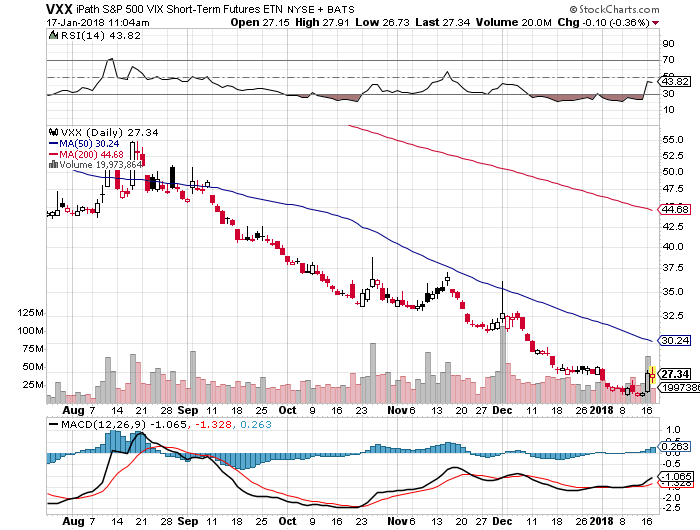 VXX iPath S&P 500 VIX Short-Term Futures ETN NYSE + BATS © StockCharts.com
17-Jan-2018 11:04am Open 27.15 High 27.91 Low 26.73 Last 27.34 Volume 20.0M Chg -0.10 (-0.36%)
RSI(14) 43.82
90
70
50
43.82
30
10
VXX (Daily) 27.34
MA(50) 30.24
MA(200) 44.68
Volume 19,973,864
55.0
52.5
50.0
47.5
44.68
42.5
40.0
37.5
35.0
32.5
30.24
27.34
1997386
125M
100M
75M
50M
25M
Aug 7 14 21 28 Sep 11 18 25 Oct 9 16 23 Nov 6 13 20 27 Dec 11 18 26 2018 8 16
MACD(12,26,9) -1.065, -1.328, 0.263
1.0
0.5
0.263
0.0
-0.5
-1.065
-1.328
-2.0
-2.5
Aug 7 14 21 28 Sep 11 18 25 Oct 9 16 23 Nov 6 13 20 27 Dec 11 18 26 2018 8 16